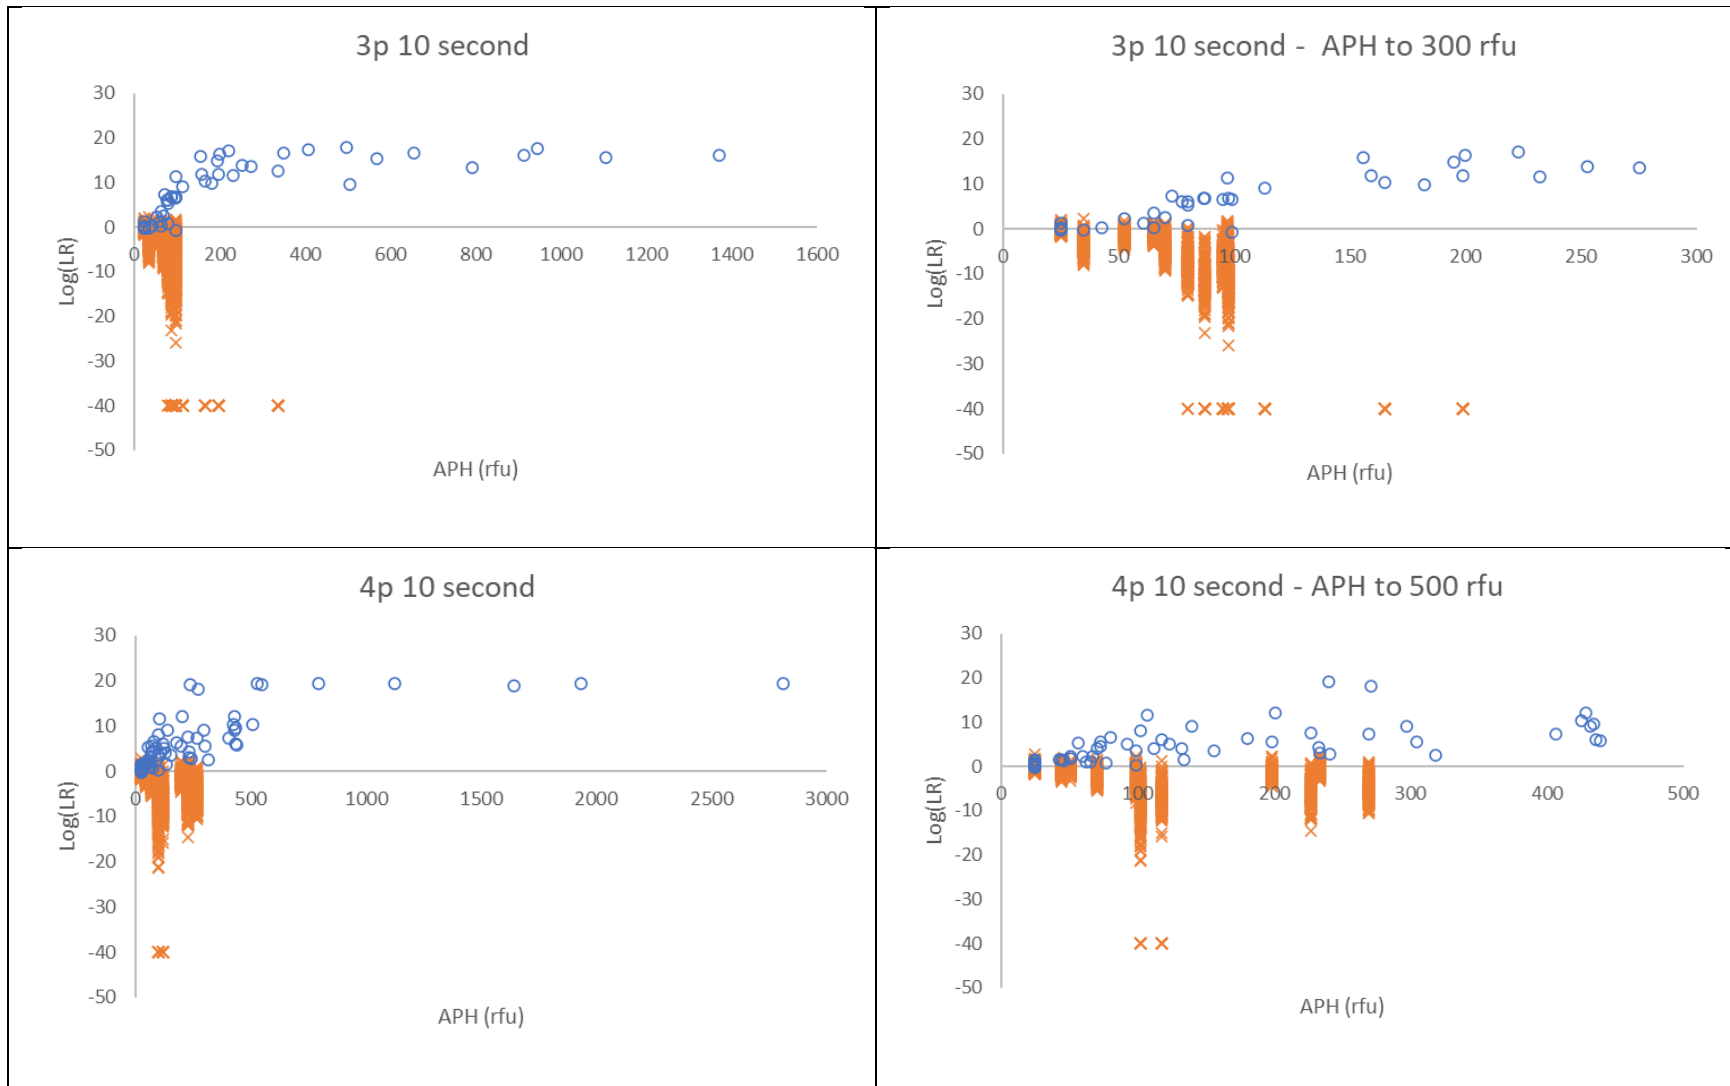 3p 10 second
30
20
10
0
-10
-20
-30
-40
-50
0 200 400 600 800 1000 1200 1400 1600
Log(LR)
APH (rfu)
3p 10 second - APH to 300 rfu
30
20
10
0
-10
-20
-30
-40
-50
0 50 100 150 200 250 300
Log(LR)
APH (rfu)
4p 10 second
30
20
10
0
-10
-20
-30
-40
-50
0 500 1000 1500 2000 2500 3000
Log(LR)
APH (rfu)
4p 10 second - APH to 500 rfu
30
20
10
0
-10
-20
-30
-40
-50
0 100 200 300 400 500
Log(LR)
APH (rfu)